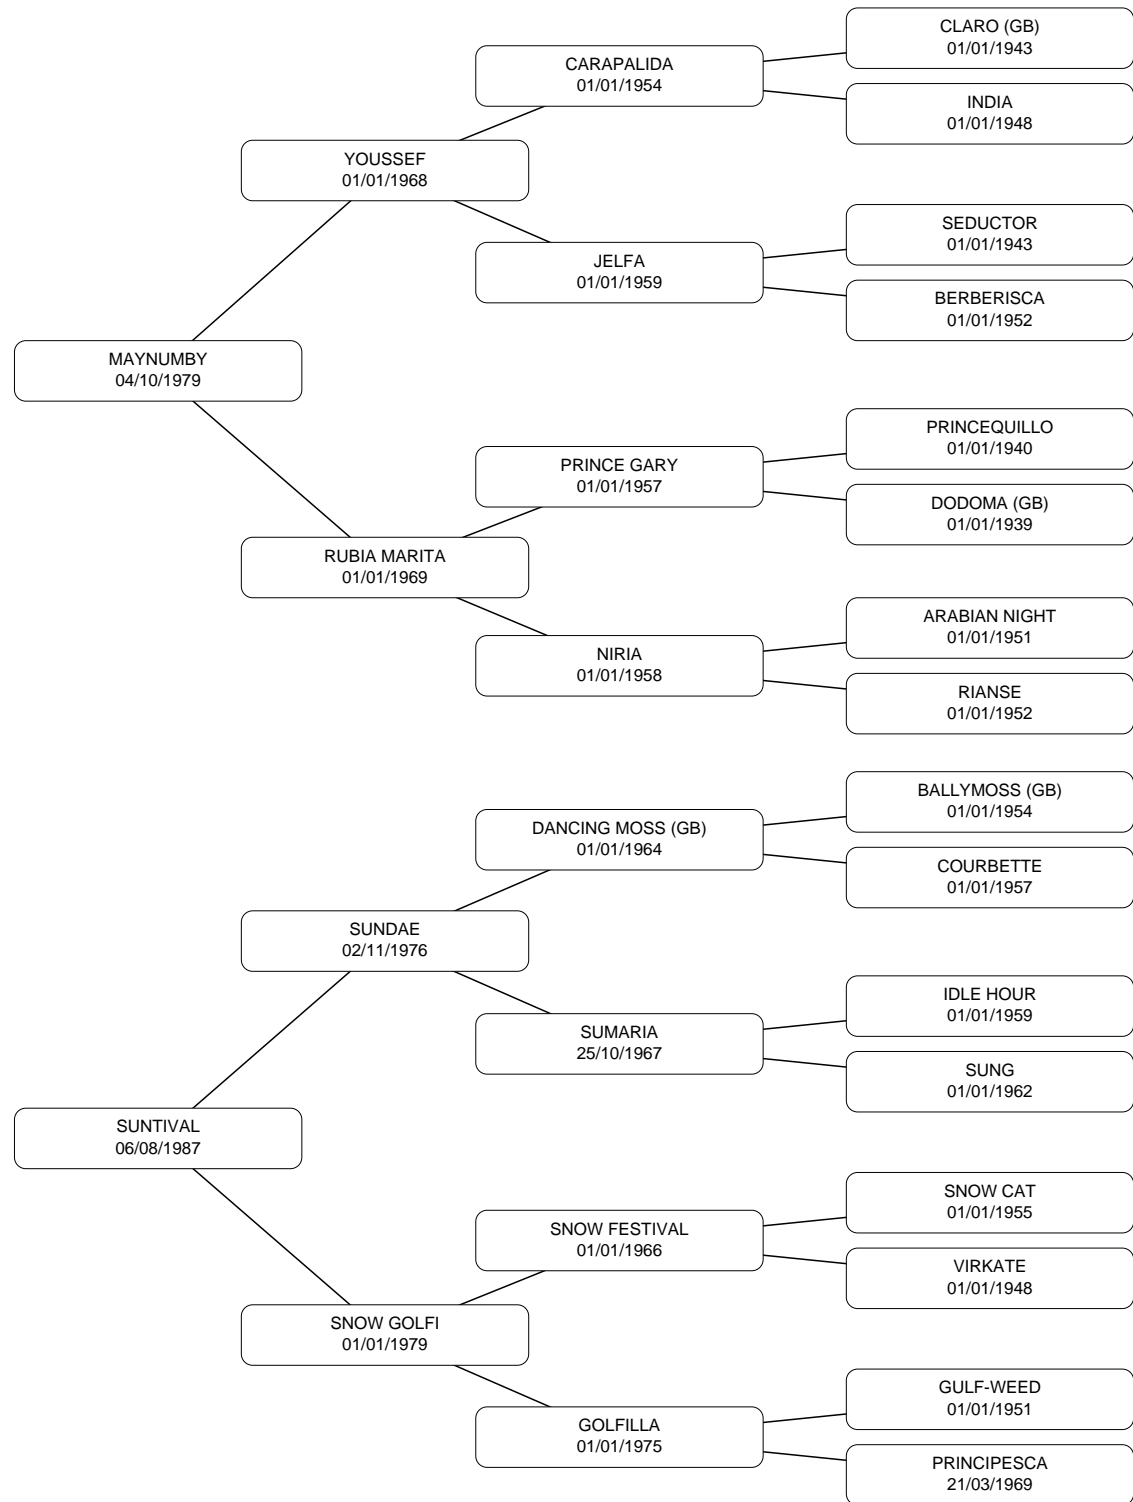 CLARO (GB)
01/01/1943
CARAPALIDA
01/01/1954
INDIA
01/01/1948
YOUSSEF
01/01/1968
SEDUCTOR
01/01/1943
JELFA
01/01/1959
BERBERISCA
01/01/1952
MAYNUMBY
04/10/1979
PRINCEQUILLO
01/01/1940
PRINCE GARY
01/01/1957
DODOMA (GB)
01/01/1939
RUBIA MARITA
01/01/1969
ARABIAN NIGHT
01/01/1951
NIRIA
01/01/1958
RIANSE
01/01/1952
BALLYMOSS (GB)
01/01/1954
DANCING MOSS (GB)
01/01/1964
COURBETTE
01/01/1957
SUNDAE
02/11/1976
IDLE HOUR
01/01/1959
SUMARIA
25/10/1967
SUNG
01/01/1962
SUNTIVAL
06/08/1987
SNOW CAT
01/01/1955
SNOW FESTIVAL
01/01/1966
VIRKATE
01/01/1948
SNOW GOLFI
01/01/1979
GULF-WEED
01/01/1951
GOLFILLA
01/01/1975
PRINCIPESCA
21/03/1969